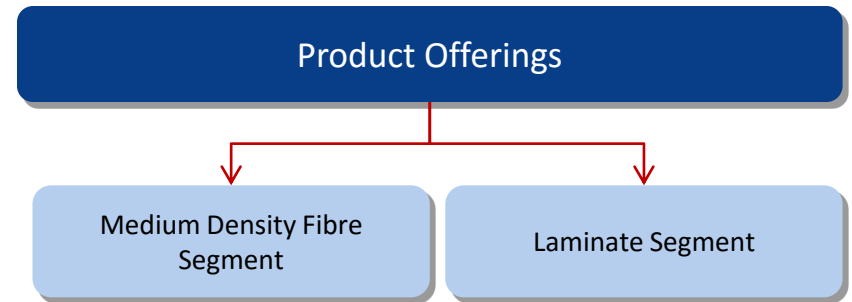 Product Offerings
Medium Density Fibre
Segment
Laminate Segment